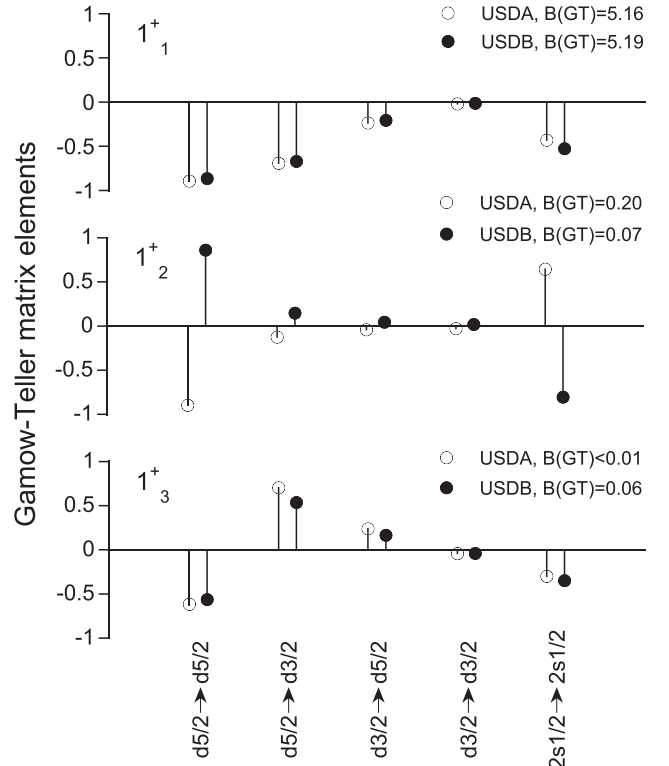 Gamow-Teller matrix elements
1
0.5
0
-0.5
-1
1+1
USDA, B(GT)=5.16
USDB, B(GT)=5.19
1
0.5
0
-0.5
-1
1+2
USDA, B(GT)=0.20
USDB, B(GT)=0.07
1
0.5
0
-0.5
-1
1+3
USDA, B(GT)<0.01
USDB, B(GT)=0.06
d5/2→d5/2
d5/2→d3/2
d3/2→d5/2
d3/2→d3/2
2s1/2→2s1/2